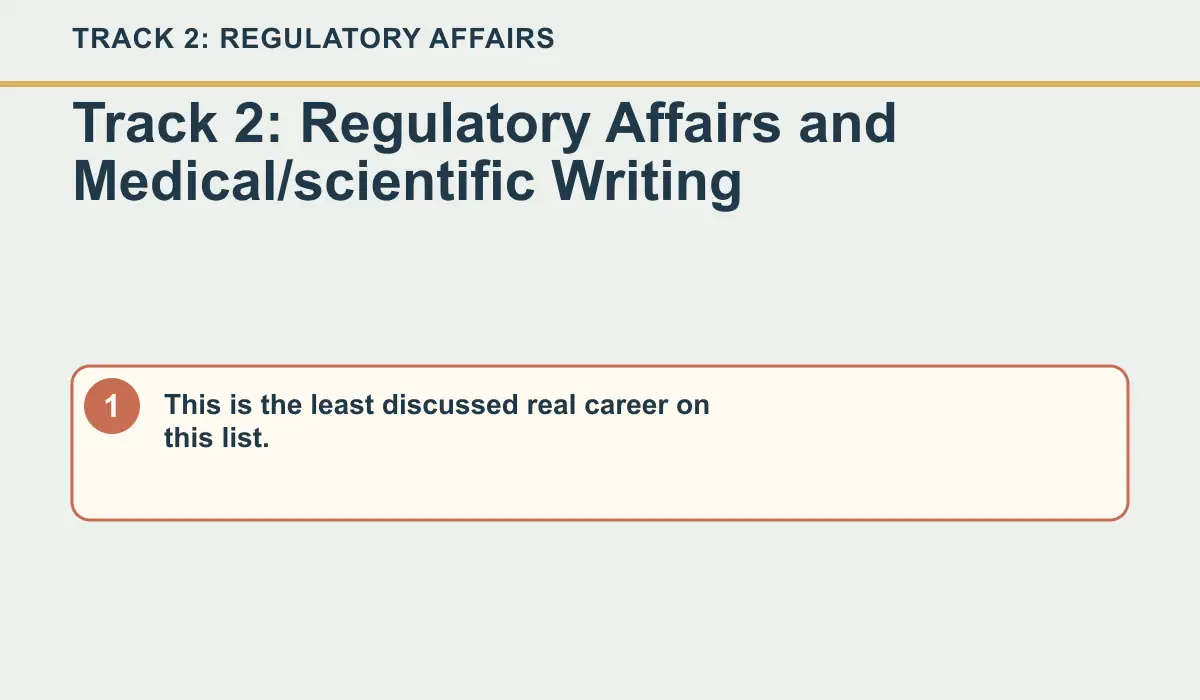 TRACK 2: REGULATORY AFFAIRS
Track 2: Regulatory Affairs and
Medical/scientific Writing
1
This is the least discussed real career on
this list.